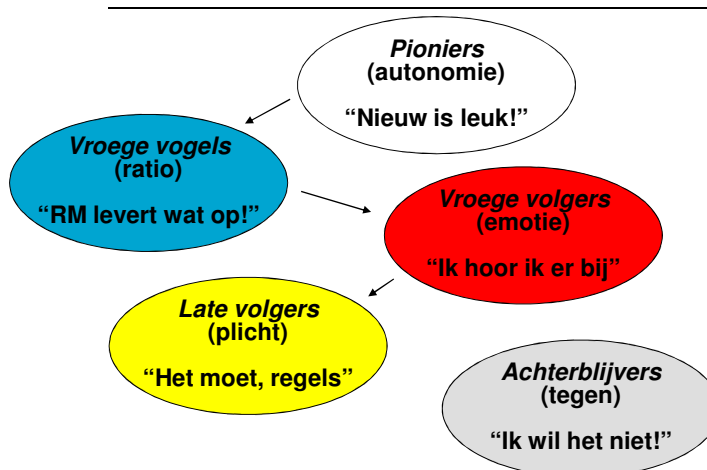 Pioniers
(autonomie)
“Nieuw is leuk!”
Vroege vogels
(ratio)
“RM levert wat op!”
Vroege volgers
(emotie)
“Ik hoor ik er bij”
Late volgers
(plicht)
“Het moet, regels”
Achterblijvers
(tegen)
“Ik wil het niet!”